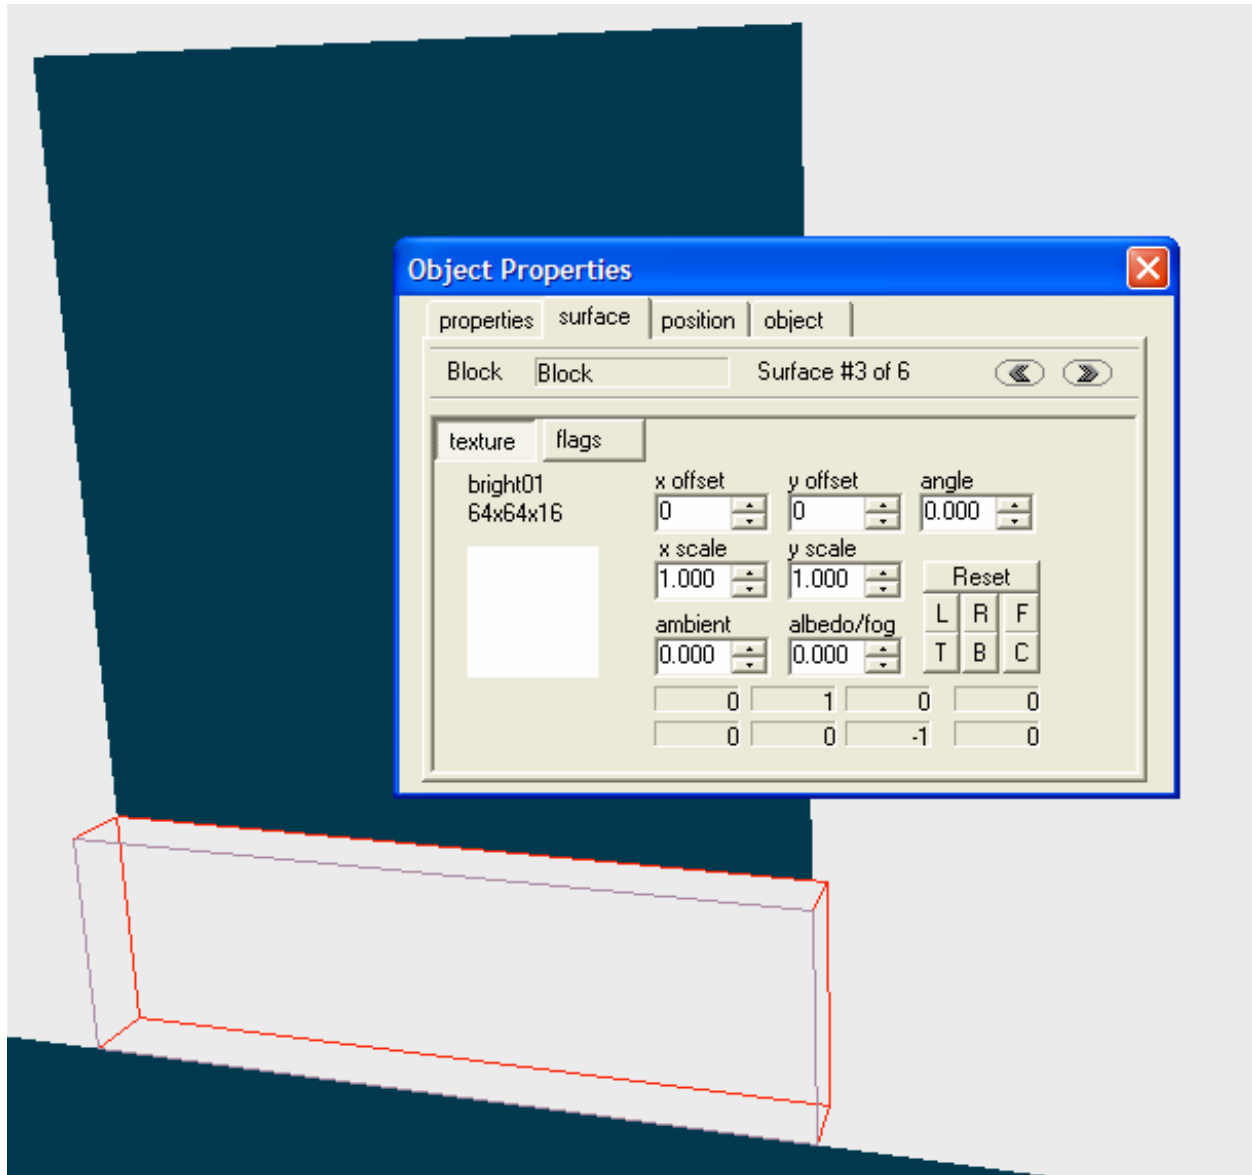 Object Properties
properties surface position object
Block Block Surface #3 of 6
texture flags
bright01 x offset y offset angle
64x64x16 0 0 0.000
x scale y scale
1.000 1.000 Reset
L R F
ambient albedo/fog
0.000 0.000 T B C
0 1 0 0
0 0 -1 0